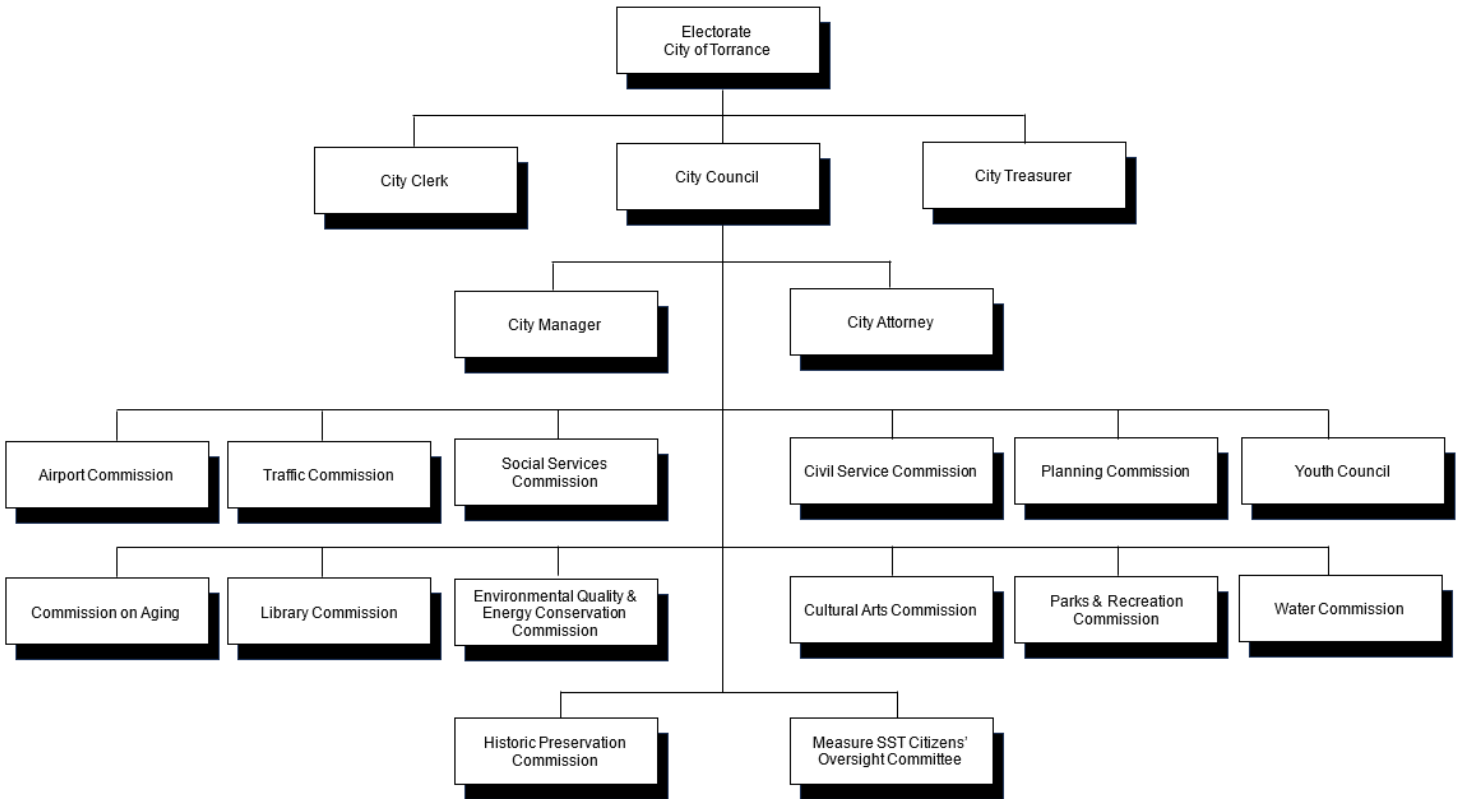 Electorate
City of Torrance
City Clerk
City Council
City Treasurer
City Manager
City Attorney
Airport Commission
Traffic Commission
Social Services
Commission
Civil Service Commission
Planning Commission
Youth Council
Commission on Aging
Library Commission
Environmental Quality &
Energy Conservation
Commission
Cultural Arts Commission
Parks & Recreation
Commission
Water Commission
Historic Preservation
Commission
Measure SST Citizens’
Oversight Committee